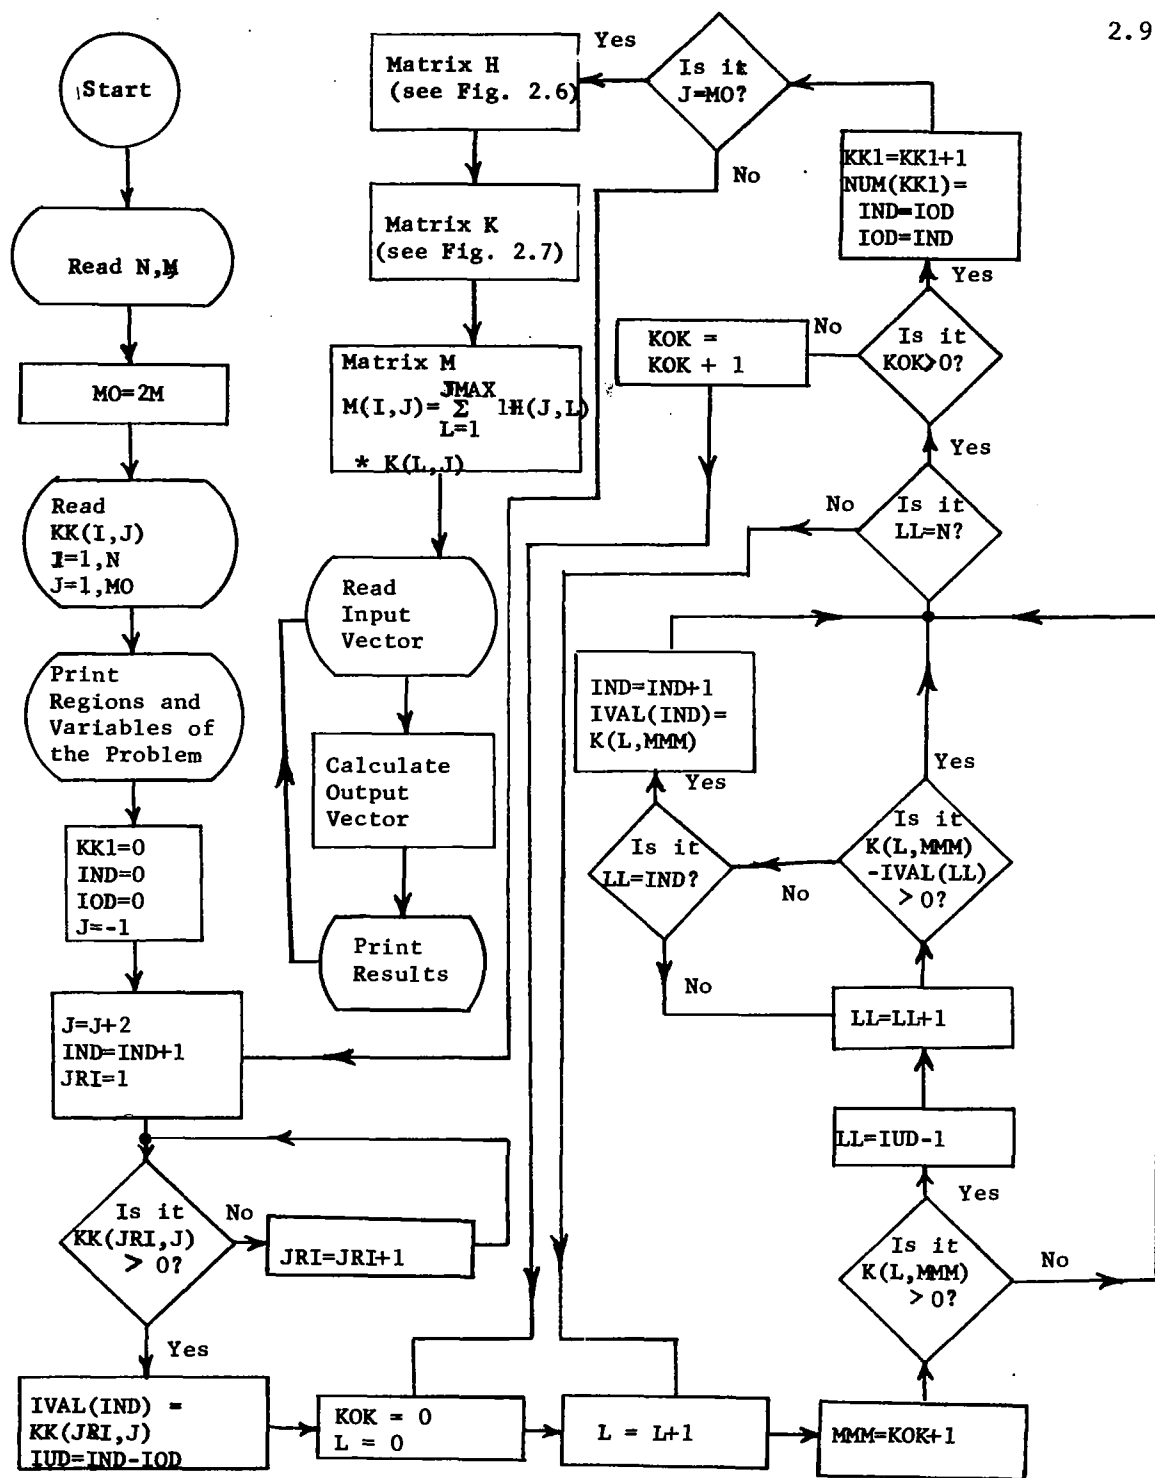 2.9
Start
Read N,M
MO=2M
Read
KK(I,J)
I=1,N
J=1,MO
Print
Regions and
Variables of
the Problem
KK1=0
IND=0
IOD=0
J=-1
J=J+2
IND=IND+1
JRI=1
Is it
KK(JRI,J)
> 0?
No
JRI=JRI+1
Yes
IVAL(IND) =
KK(JRI,J)
IUD=IND-IOD
KOK = 0
L = 0
L = L+1
MMM=KOK+1
Is it
K(L,MMM)
> 0?
No
Yes
LL=IUD-1
LL=LL+1
Is it
K(L,MMM)
-IVAL(LL)
> 0?
No
Yes
Is it
LL=IND?
No
Yes
IND=IND+1
IVAL(IND)=
K(L,MMM)
Is it
LL=N?
No
Yes
Is it
KOK>0?
No
Yes
KOK =
KOK + 1
KK1=KK1+1
NUM(KK1)=
IND=IOD
IOD=IND
Is it
J=MO?
No
Yes
Matrix H
(see Fig. 2.6)
Matrix K
(see Fig. 2.7)
Matrix M
JMAX
M(I,J)= Σ 1H(J,L)
L=1
* K(L,J)
Read
Input
Vector
Calculate
Output
Vector
Print
Results